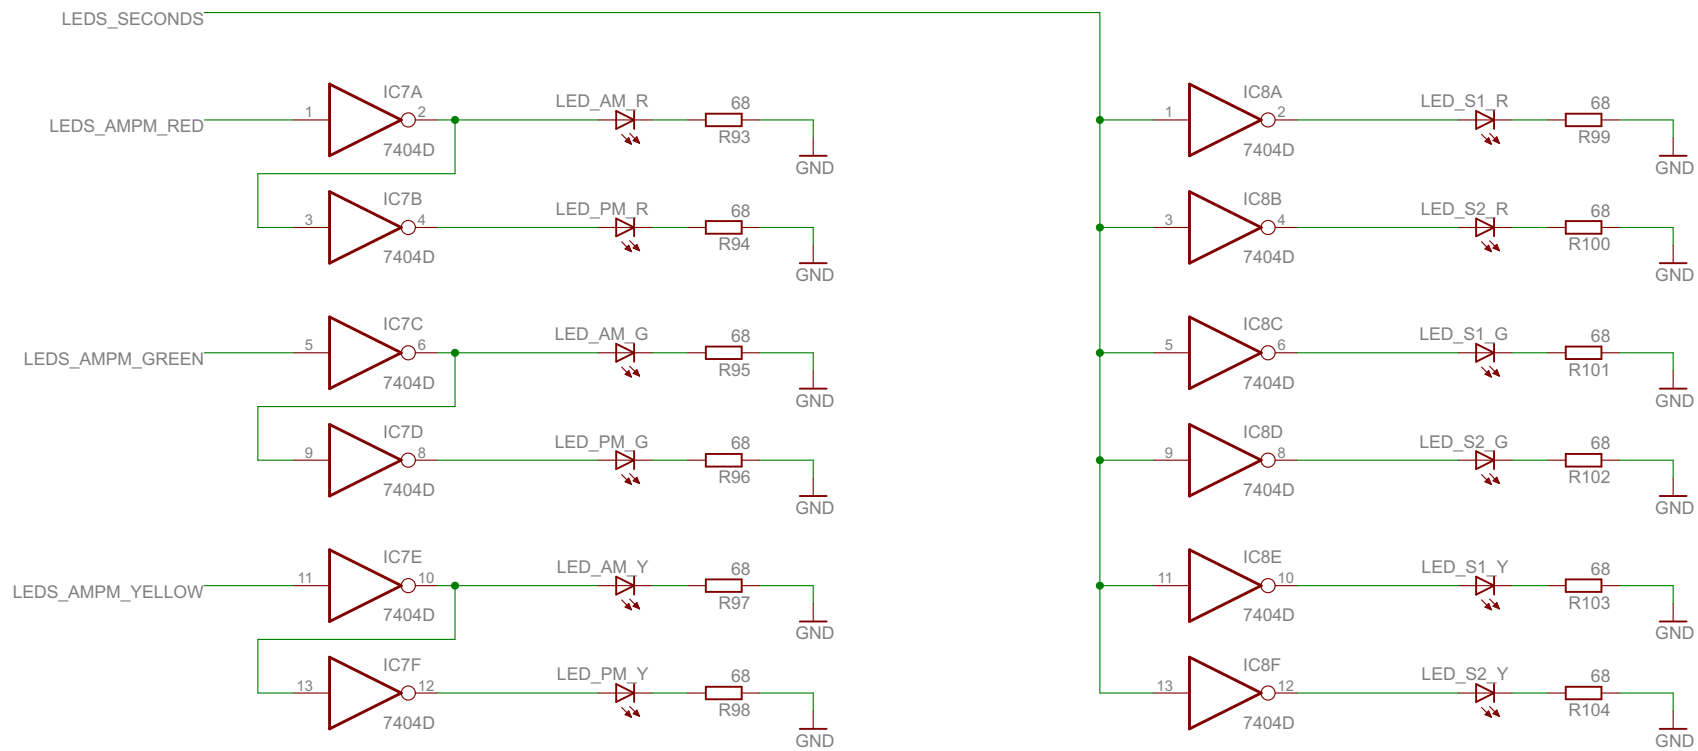 LEDS_SECONDS
IC7A
LED_AM_R
68
IC8A
LED_S1_R
68
LEDS_AMPM_RED
1
2
1
2
7404D
R93
7404D
R99
GND
GND
IC7B
LED_PM_R
68
IC8B
LED_S2_R
68
3
4
3
4
7404D
R94
7404D
R100
GND
GND
IC7C
LED_AM_G
68
IC8C
LED_S1_G
68
LEDS_AMPM_GREEN
5
6
5
6
7404D
R95
7404D
R101
GND
GND
IC7D
LED_PM_G
68
IC8D
LED_S2_G
68
9
8
9
8
7404D
R96
7404D
R102
GND
GND
IC7E
LED_AM_Y
68
IC8E
LED_S1_Y
68
LEDS_AMPM_YELLOW
11
10
11
10
7404D
R97
7404D
R103
GND
GND
IC7F
LED_PM_Y
68
IC8F
LED_S2_Y
68
13
12
13
12
7404D
R98
7404D
R104
GND
GND